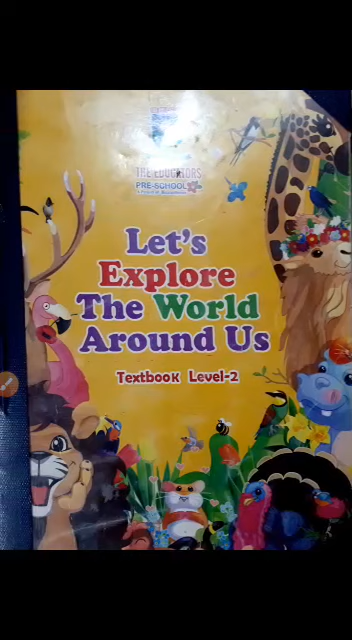 THE EDUCATORS
PRE-SCHOOL
Let's
Explore
The World
Around Us
Textbook Level-2